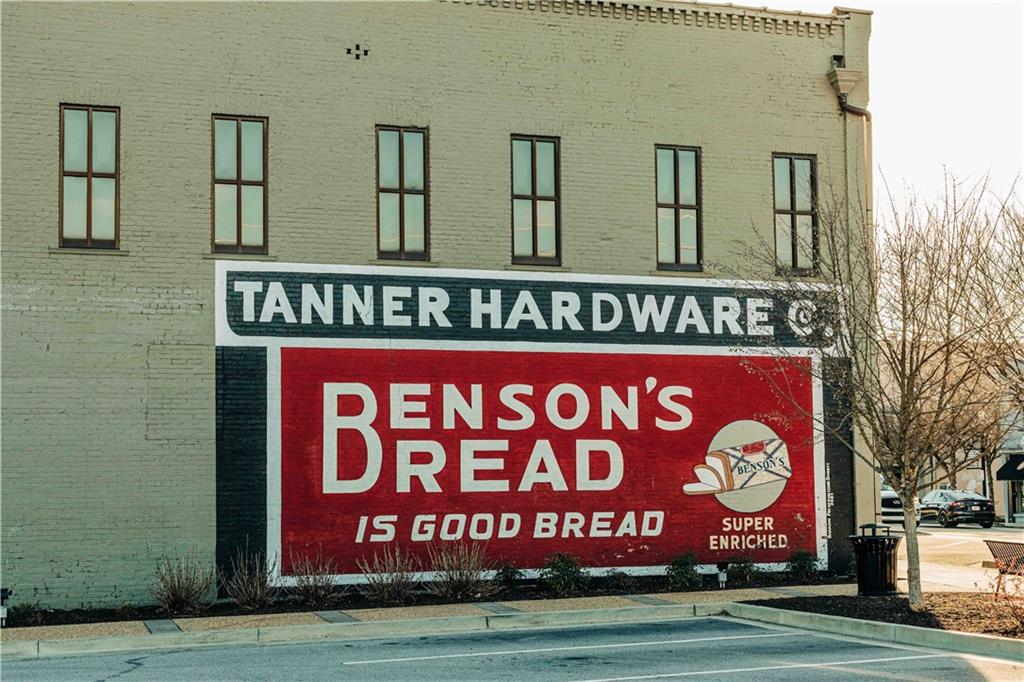 TANNER HARDWARE Co.
BENSON'S
BREAD
IS GOOD BREAD
BENSON'S
SUPER
ENRICHED